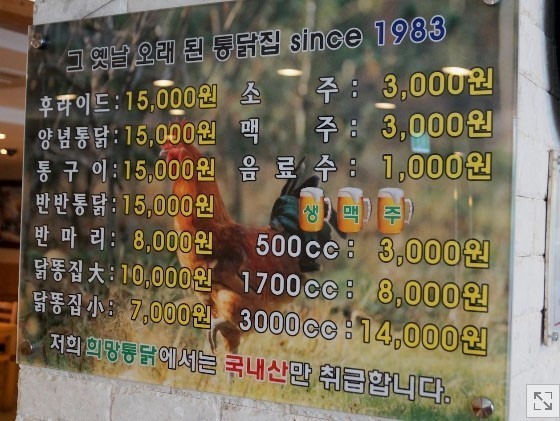 그 옛날 오래 된 통닭집 since 1983
후라이드: 15,000원
양념통닭: 15,000원
통 구 이: 15,000원
반반통닭: 15,000원
반 마 리: 8,000원
닭똥집大: 10,000원
닭똥집小: 7,000원
소 주: 3,000원
맥 주: 3,000원
음 료 수: 1,000원
생 맥 주
500cc: 3,000원
1700cc: 8,000원
3000cc: 14,000원
저희 희망통닭에서는 국내산만 취급합니다.